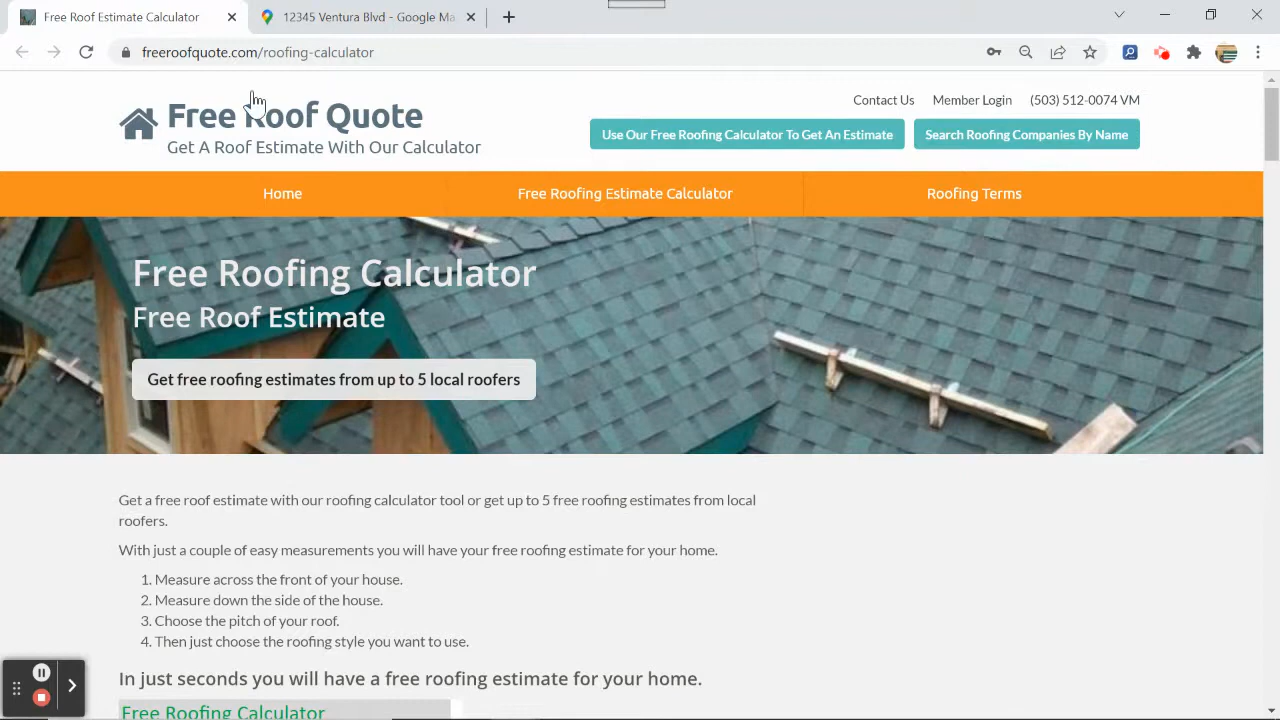 Free Roof Estimate Calculator
12345 Ventura Blvd - Google Ma
freeroofquote.com/roofing-calculator
Free Roof Quote
Get A Roof Estimate With Our Calculator
Contact Us
Member Login
(503) 512-0074 VM
Use Our Free Roofing Calculator To Get An Estimate
Search Roofing Companies By Name
Home
Free Roofing Estimate Calculator
Roofing Terms
Free Roofing Calculator
Free Roof Estimate
Get free roofing estimates from up to 5 local roofers
Get a free roof estimate with our roofing calculator tool or get up to 5 free roofing estimates from local
roofers.
With just a couple of easy measurements you will have your free roofing estimate for your home.
1. Measure across the front of your house.
2. Measure down the side of the house.
3. Choose the pitch of your roof.
4. Then just choose the roofing style you want to use.
In just seconds you will have a free roofing estimate for your home.
Free Roofing Calculator